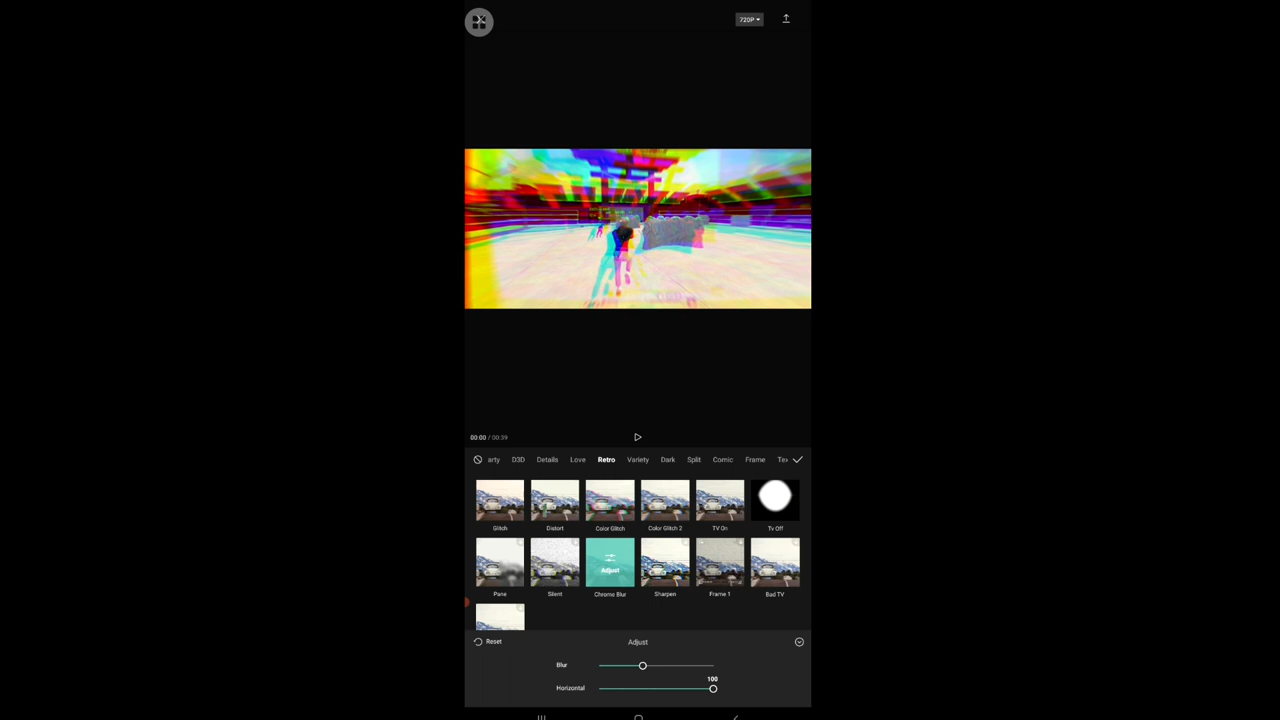 720P
00:00 / 00:39
arty D3D Details Love Retro Variety Dark Split Comic Frame Te
Glitch Distort Color Glitch Color Glitch 2 TV On Tv Off
Adjust
Pane Silent Chrome Blur Sharpen Frame 1 Bad TV
Reset Adjust
Blur
100
Horizontal